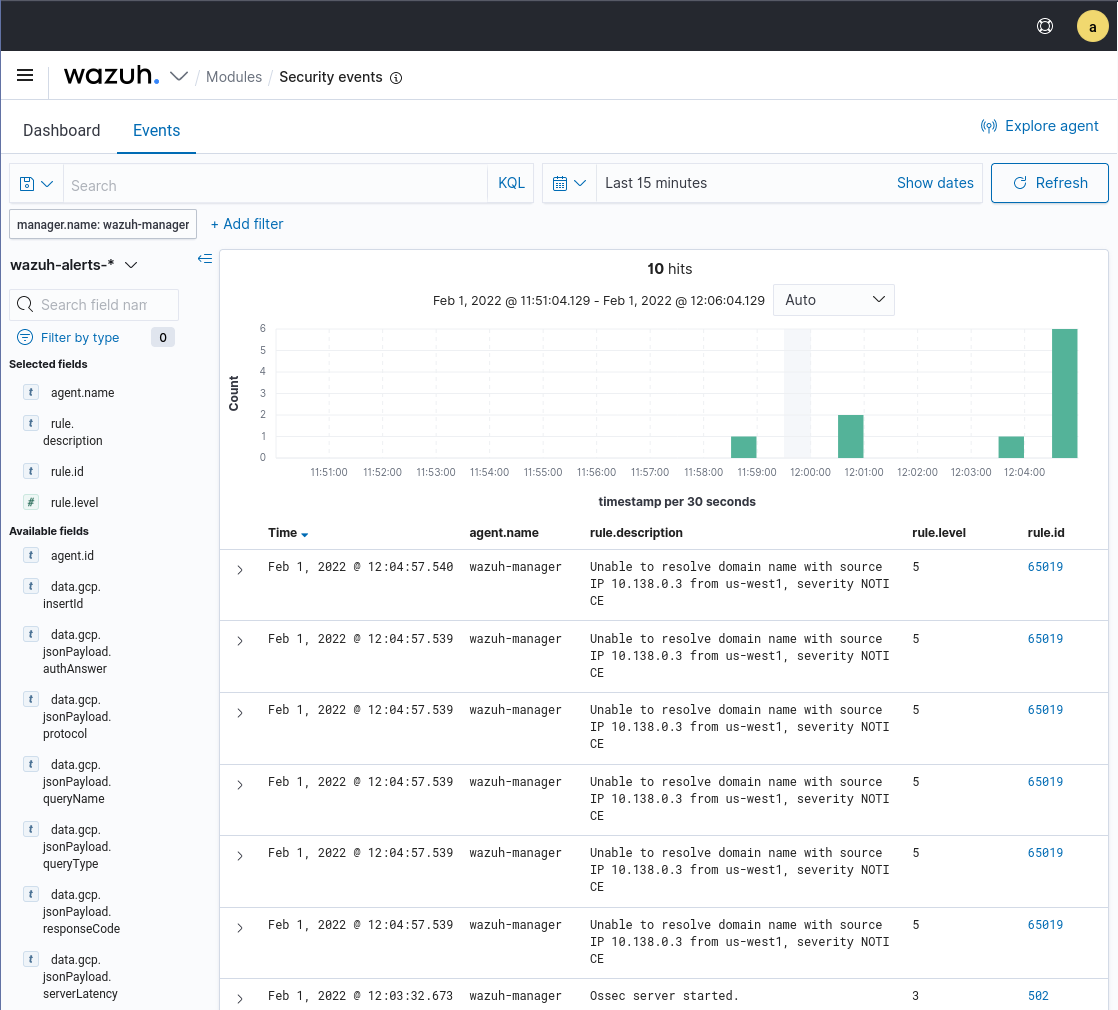 a
wazuh. / Modules / Security events
Dashboard
Events
Explore agent
Search
KQL
Last 15 minutes
Show dates
Refresh
manager.name: wazuh-manager
+ Add filter
wazuh-alerts-*
Search field nam
Filter by type
0
Selected fields
t agent.name
t rule.
description
t rule.id
# rule.level
Available fields
t agent.id
t data.gcp.
insertId
t data.gcp.
jsonPayload.
authAnswer
t data.gcp.
jsonPayload.
protocol
t data.gcp.
jsonPayload.
queryName
t data.gcp.
jsonPayload.
queryType
t data.gcp.
jsonPayload.
responseCode
t data.gcp.
jsonPayload.
serverLatency
10 hits
Feb 1, 2022 @ 11:51:04.129 - Feb 1, 2022 @ 12:06:04.129
Auto
Count
6
5
4
3
2
1
0
11:51:00 11:52:00 11:53:00 11:54:00 11:55:00 11:56:00 11:57:00 11:58:00 11:59:00 12:00:00 12:01:00 12:02:00 12:03:00 12:04:00
timestamp per 30 seconds
Time agent.name rule.description rule.level rule.id
Feb 1, 2022 @ 12:04:57.540 wazuh-manager Unable to resolve domain name with source 5 65019
IP 10.138.0.3 from us-west1, severity NOTI
CE
Feb 1, 2022 @ 12:04:57.539 wazuh-manager Unable to resolve domain name with source 5 65019
IP 10.138.0.3 from us-west1, severity NOTI
CE
Feb 1, 2022 @ 12:04:57.539 wazuh-manager Unable to resolve domain name with source 5 65019
IP 10.138.0.3 from us-west1, severity NOTI
CE
Feb 1, 2022 @ 12:04:57.539 wazuh-manager Unable to resolve domain name with source 5 65019
IP 10.138.0.3 from us-west1, severity NOTI
CE
Feb 1, 2022 @ 12:04:57.539 wazuh-manager Unable to resolve domain name with source 5 65019
IP 10.138.0.3 from us-west1, severity NOTI
CE
Feb 1, 2022 @ 12:04:57.539 wazuh-manager Unable to resolve domain name with source 5 65019
IP 10.138.0.3 from us-west1, severity NOTI
CE
Feb 1, 2022 @ 12:03:32.673 wazuh-manager Ossec server started. 3 502